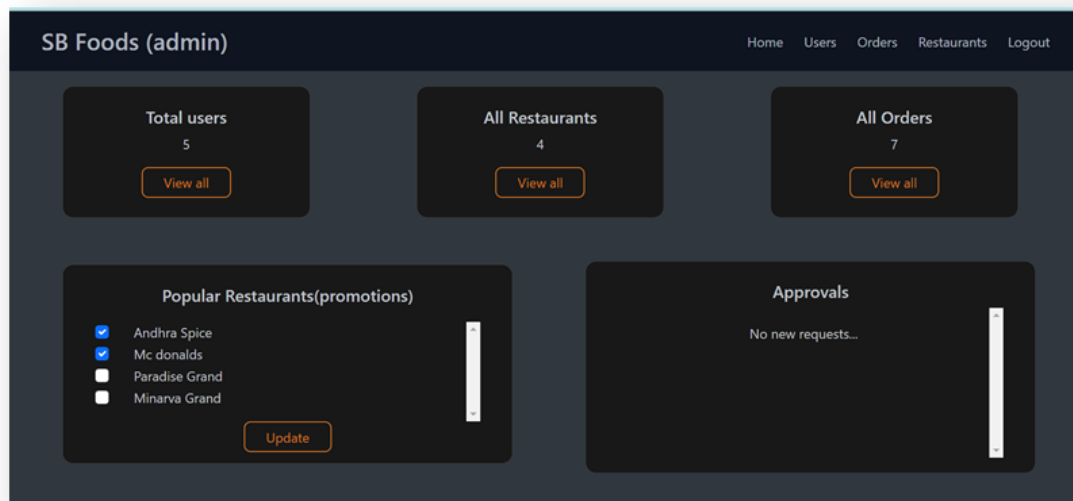 SB Foods (admin)
Home Users Orders Restaurants Logout
Total users
5
View all
All Restaurants
4
View all
All Orders
7
View all
Popular Restaurants(promotions)
Andhra Spice
Mc donalds
Paradise Grand
Minarva Grand
Update
Approvals
No new requests...